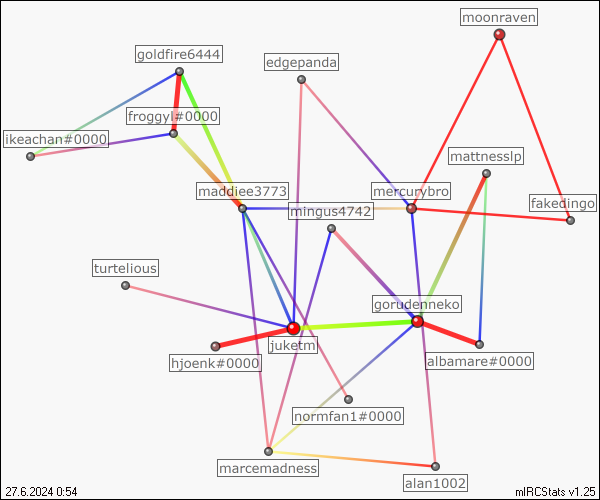 moonraven
goldfire6444
edgepanda
froggyl#0000
ikeachan#0000
mattnesslp
maddiee3773
mercurybro
mingus4742
fakedingo
turtelious
gorudenneko
juketm
hjoenk#0000
albamare#0000
normfan1#0000
marcemadness
alan1002
27.6.2024 0:54
mIRCStats v1.25